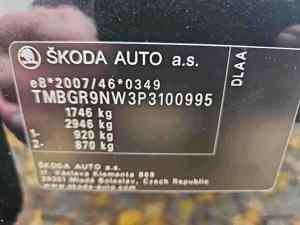 ŠKODA AUTO a.s.
e8*2007/46*0349
TMBGR9NW3P3100995
1746 kg
2946 kg
1- 920 kg
2- 870 kg
DLAA
ŠKODA AUTO a.s.
tř. Václava Klementa 869
29301 Mladá Boleslav, Czech Republic
www.skoda-auto.com